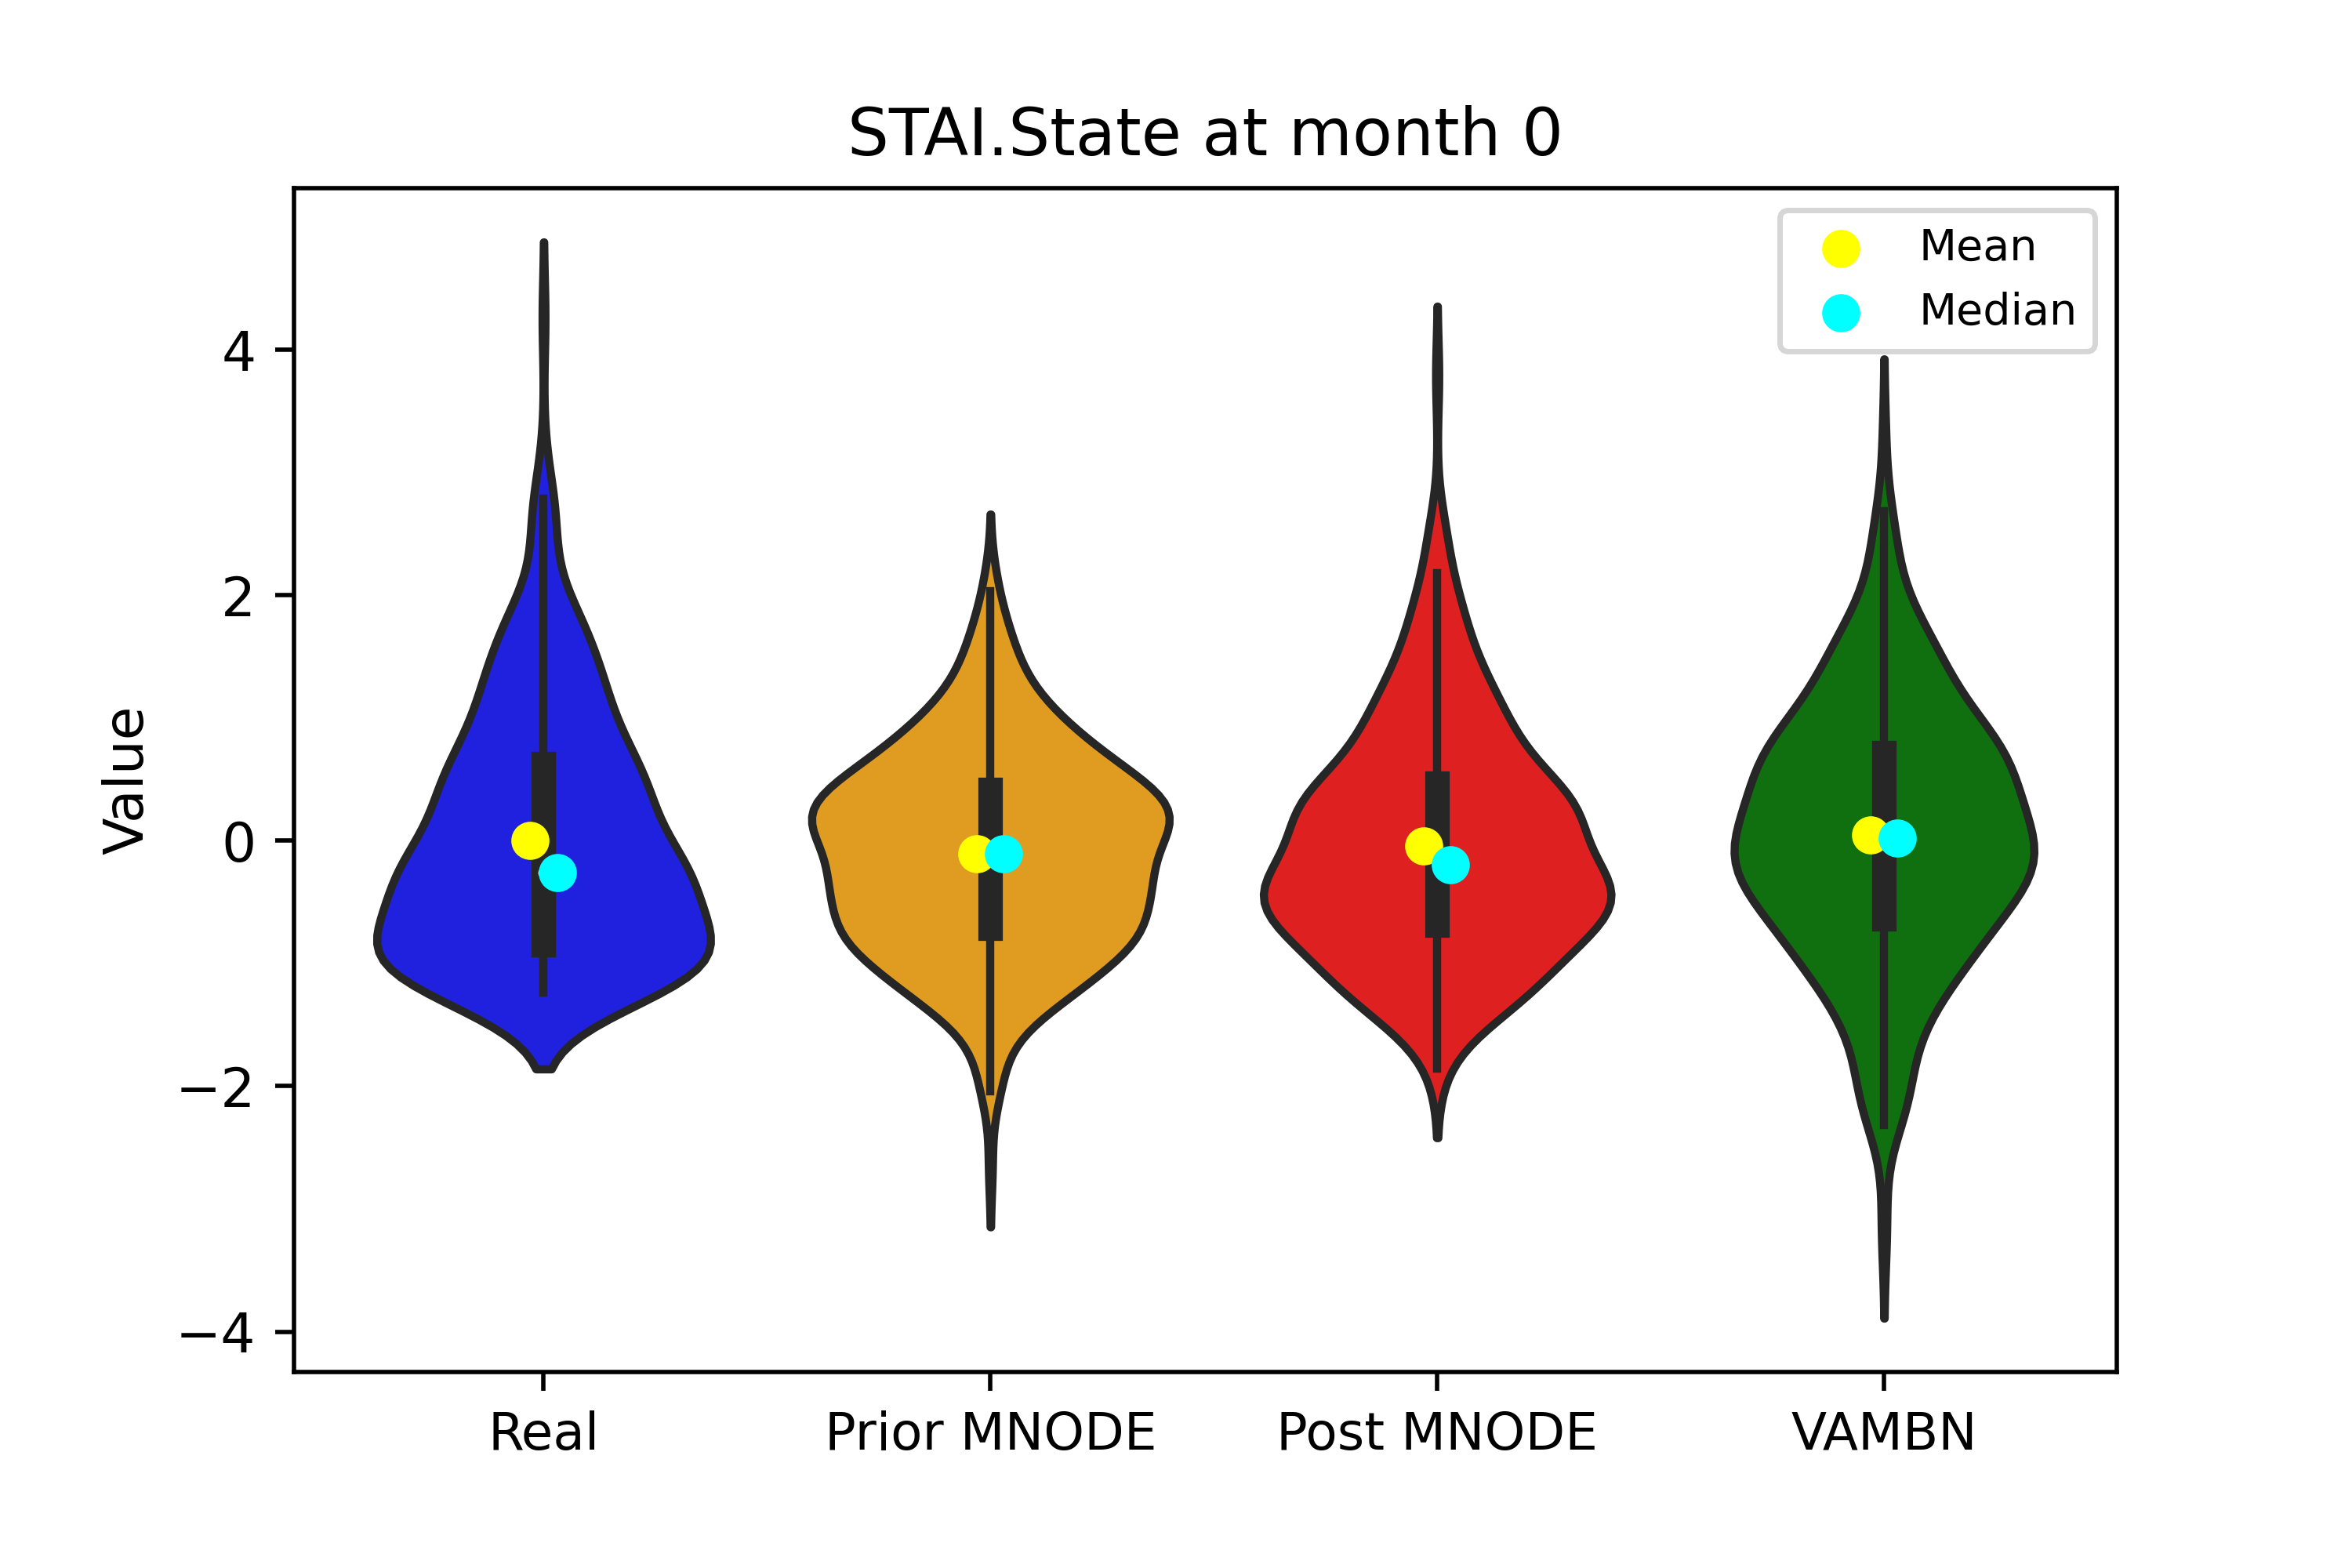 STAI.State at month 0
Mean
Median
4
2
0
−2
−4
Value
Real
Prior MNODE
Post MNODE
VAMBN